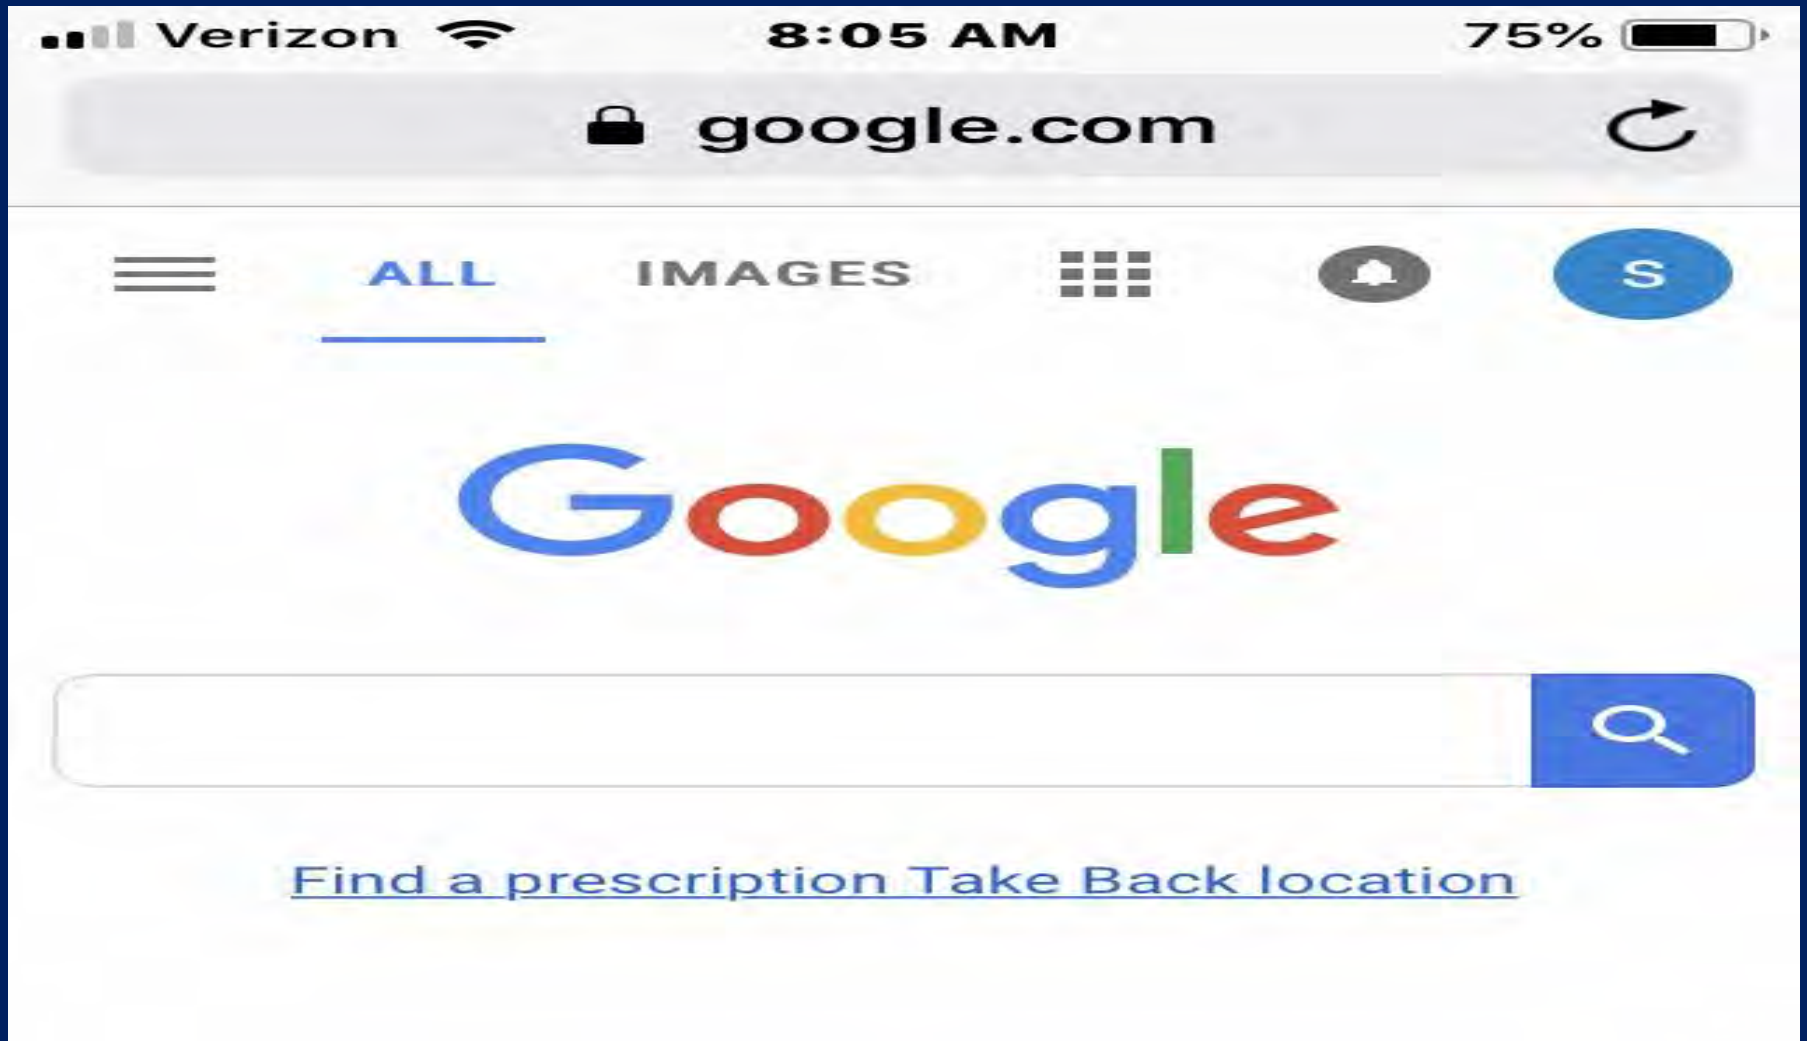 Verizon 8:05 AM 75%
google.com
ALL IMAGES S
Google
Find a prescription Take Back location